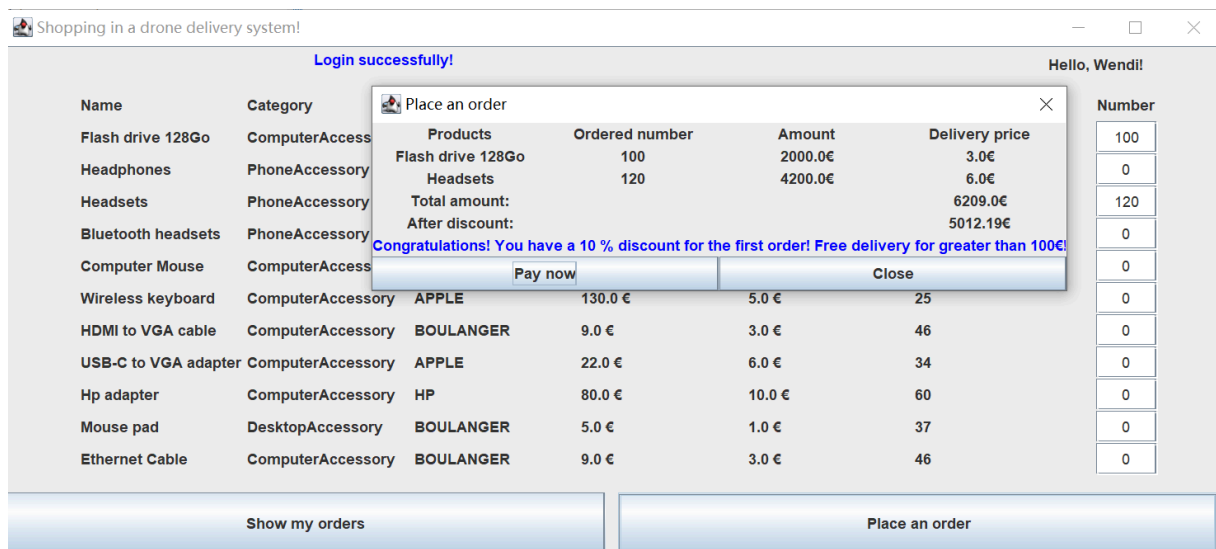 Shopping in a drone delivery system!
Login successfully!
Hello, Wendi!
Name Category Number
Flash drive 128Go ComputerAccess 100
Headphones PhoneAccessory 0
Headsets PhoneAccessory 120
Bluetooth headsets PhoneAccessory 0
Computer Mouse ComputerAccess 0
Place an order
Products Ordered number Amount Delivery price
Flash drive 128Go 100 2000.0€ 3.0€
Headsets 120 4200.0€ 6.0€
Total amount: 6209.0€
After discount: 5012.19€
Congratulations! You have a 10 % discount for the first order! Free delivery for greater than 100€!
Pay now Close
Wireless keyboard ComputerAccessory APPLE 130.0 € 5.0 € 25 0
HDMI to VGA cable ComputerAccessory BOULANGER 9.0 € 3.0 € 46 0
USB-C to VGA adapter ComputerAccessory APPLE 22.0 € 6.0 € 34 0
Hp adapter ComputerAccessory HP 80.0 € 10.0 € 60 0
Mouse pad DesktopAccessory BOULANGER 5.0 € 1.0 € 37 0
Ethernet Cable ComputerAccessory BOULANGER 9.0 € 3.0 € 46 0
Show my orders Place an order